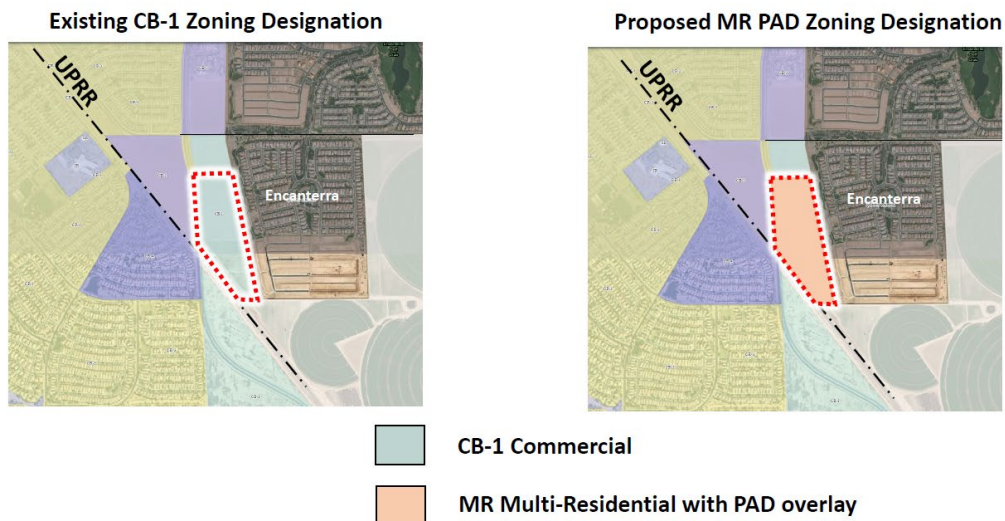 Existing CB-1 Zoning Designation
Proposed MR PAD Zoning Designation
UPRR
Encanterra
UPRR
Encanterra
CB-1 Commercial
MR Multi-Residential with PAD overlay